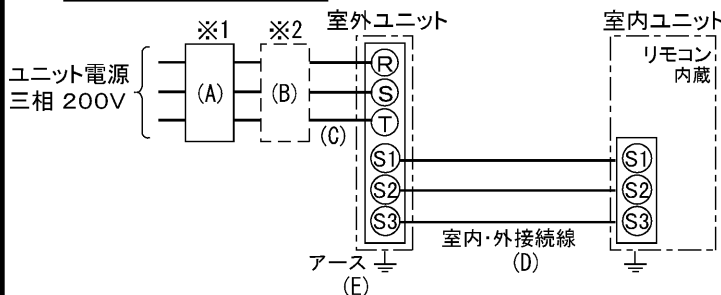 ※1
※2
室外ユニット
室内ユニット
ユニット電源
三相 200V
(A)
(B)
(C)
R
S
T
リモコン
内蔵
S1
S2
S3
S1
S2
S3
室内・外接続線
(D)
アース
(E)